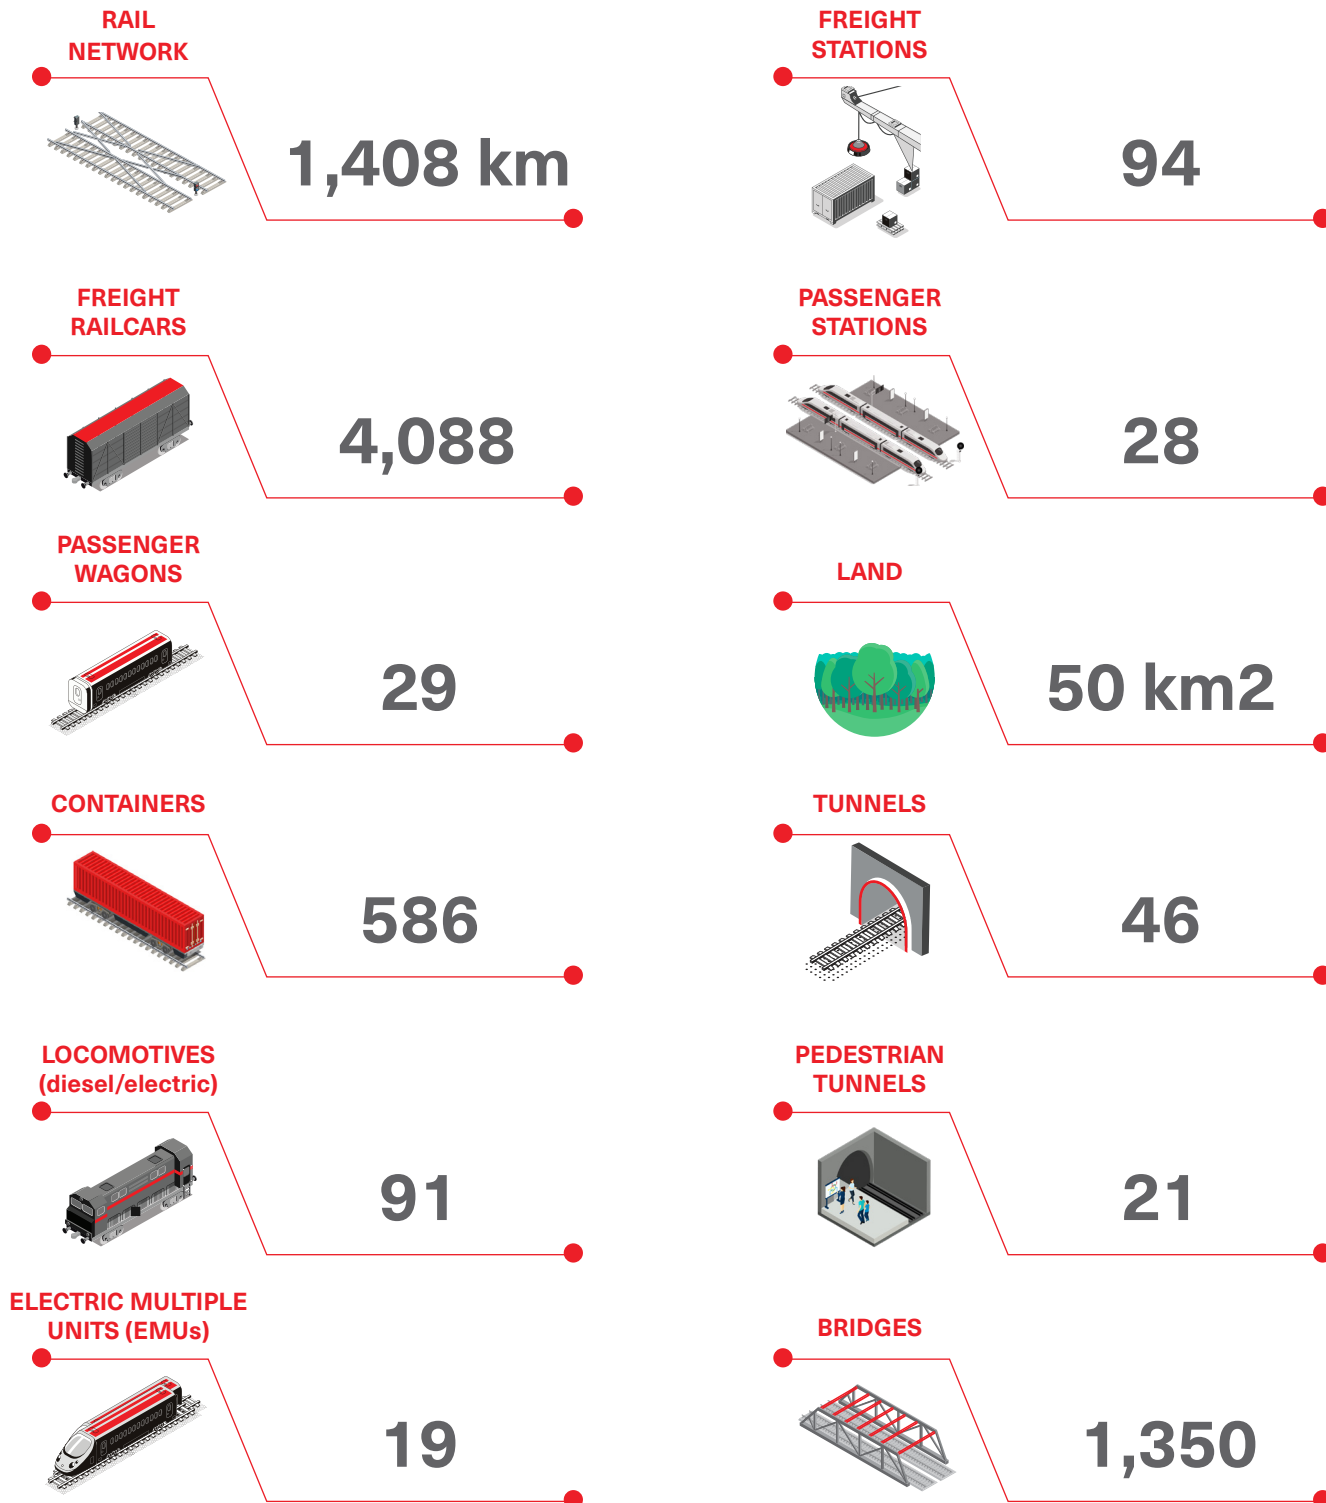 RAIL
NETWORK
1,408 km
FREIGHT
STATIONS
94
FREIGHT
RAILCARS
4,088
PASSENGER
STATIONS
28
PASSENGER
WAGONS
29
LAND
50 km2
CONTAINERS
586
TUNNELS
46
LOCOMOTIVES
(diesel/electric)
91
PEDESTRIAN
TUNNELS
21
ELECTRIC MULTIPLE
UNITS (EMUs)
19
BRIDGES
1,350